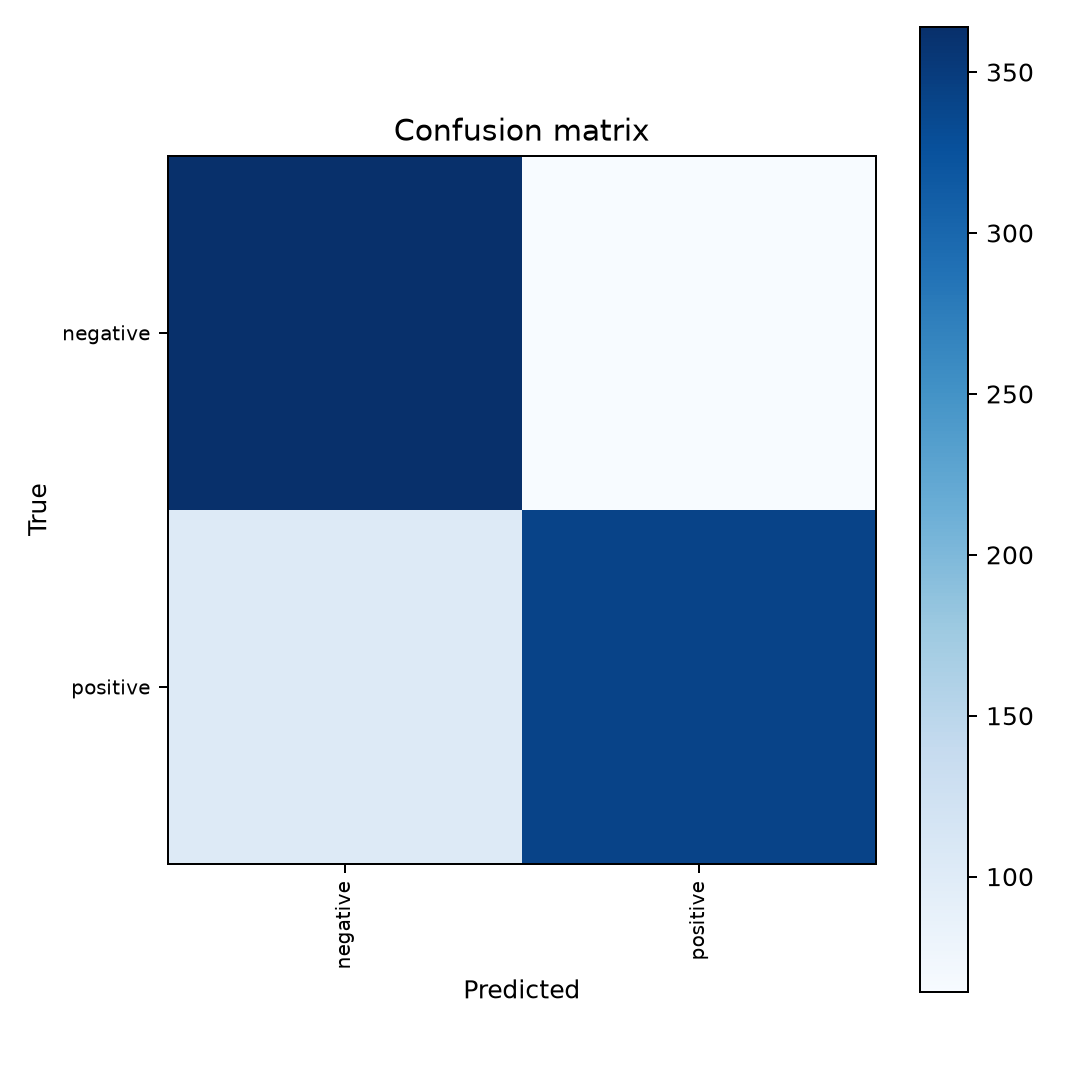 Confusion matrix
350
300
250
200
150
100
negative
positive
True
negative
positive
Predicted